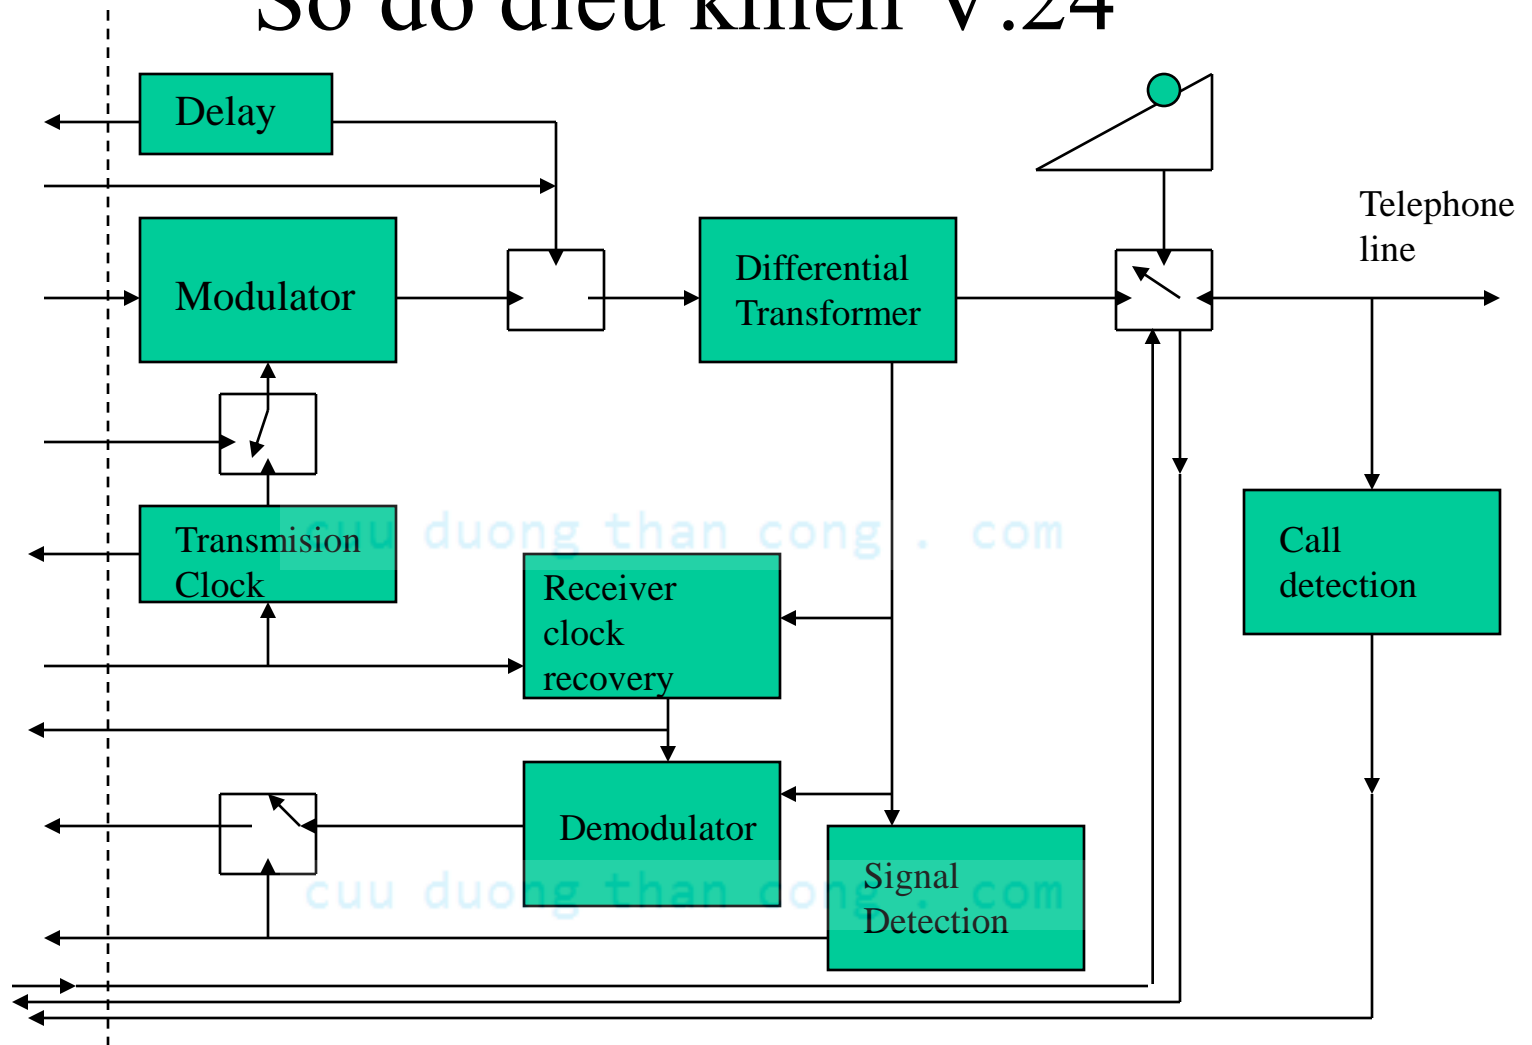 V.24
Delay
Telephone
line
Differential
Transformer
Modulator
Transmision
Clock
cuu duong than cong . com
Receiver
clock
recovery
Call
detection
Demodulator
Signal
Detection
cuu duong than cong . com